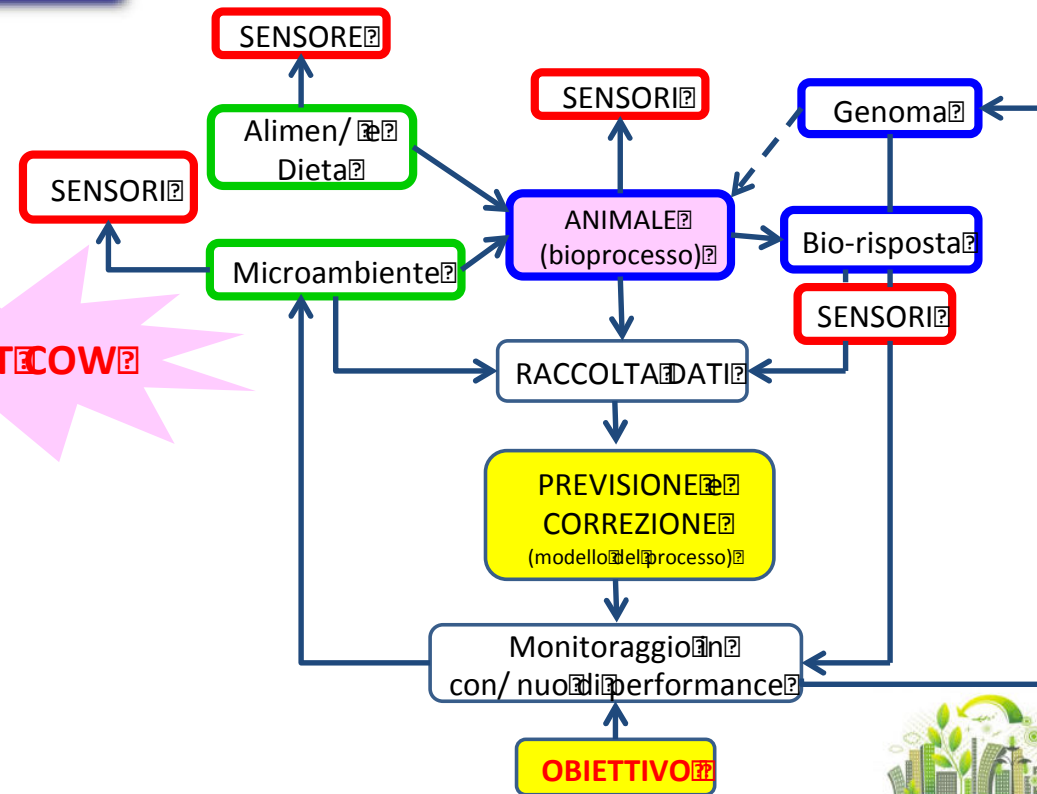 SENSORE⍰
SENSORI⍰
Genoma⍰
Alimen/ ⍰e⍰
Dieta⍰
SENSORI⍰
ANIMALE⍰
(bioprocesso)⍰
Bio-risposta⍰
Microambiente⍰
SENSORI⍰
T⍰COW⍰
RACCOLTA⍰DATI⍰
PREVISIONE⍰e⍰
CORREZIONE⍰
(modello⍰del⍰processo)⍰
Monitoraggio⍰in⍰
con/ nuo⍰di⍰performance⍰
OBIETTIVO⍰⍰